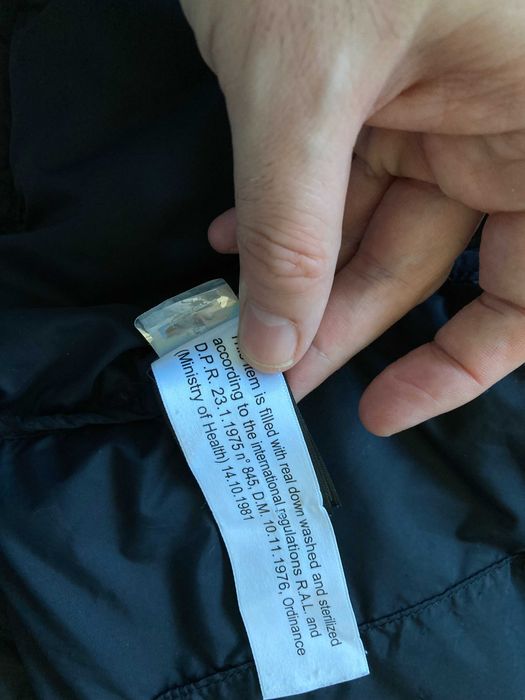 item is filled with real down washed and sterilized
according to the international regulations R.A.L. and
D.P.R. 23.1.1975 n° 845, D.M. 10.11.1976, Ordinance
(Ministry of Health) 14.10.1981